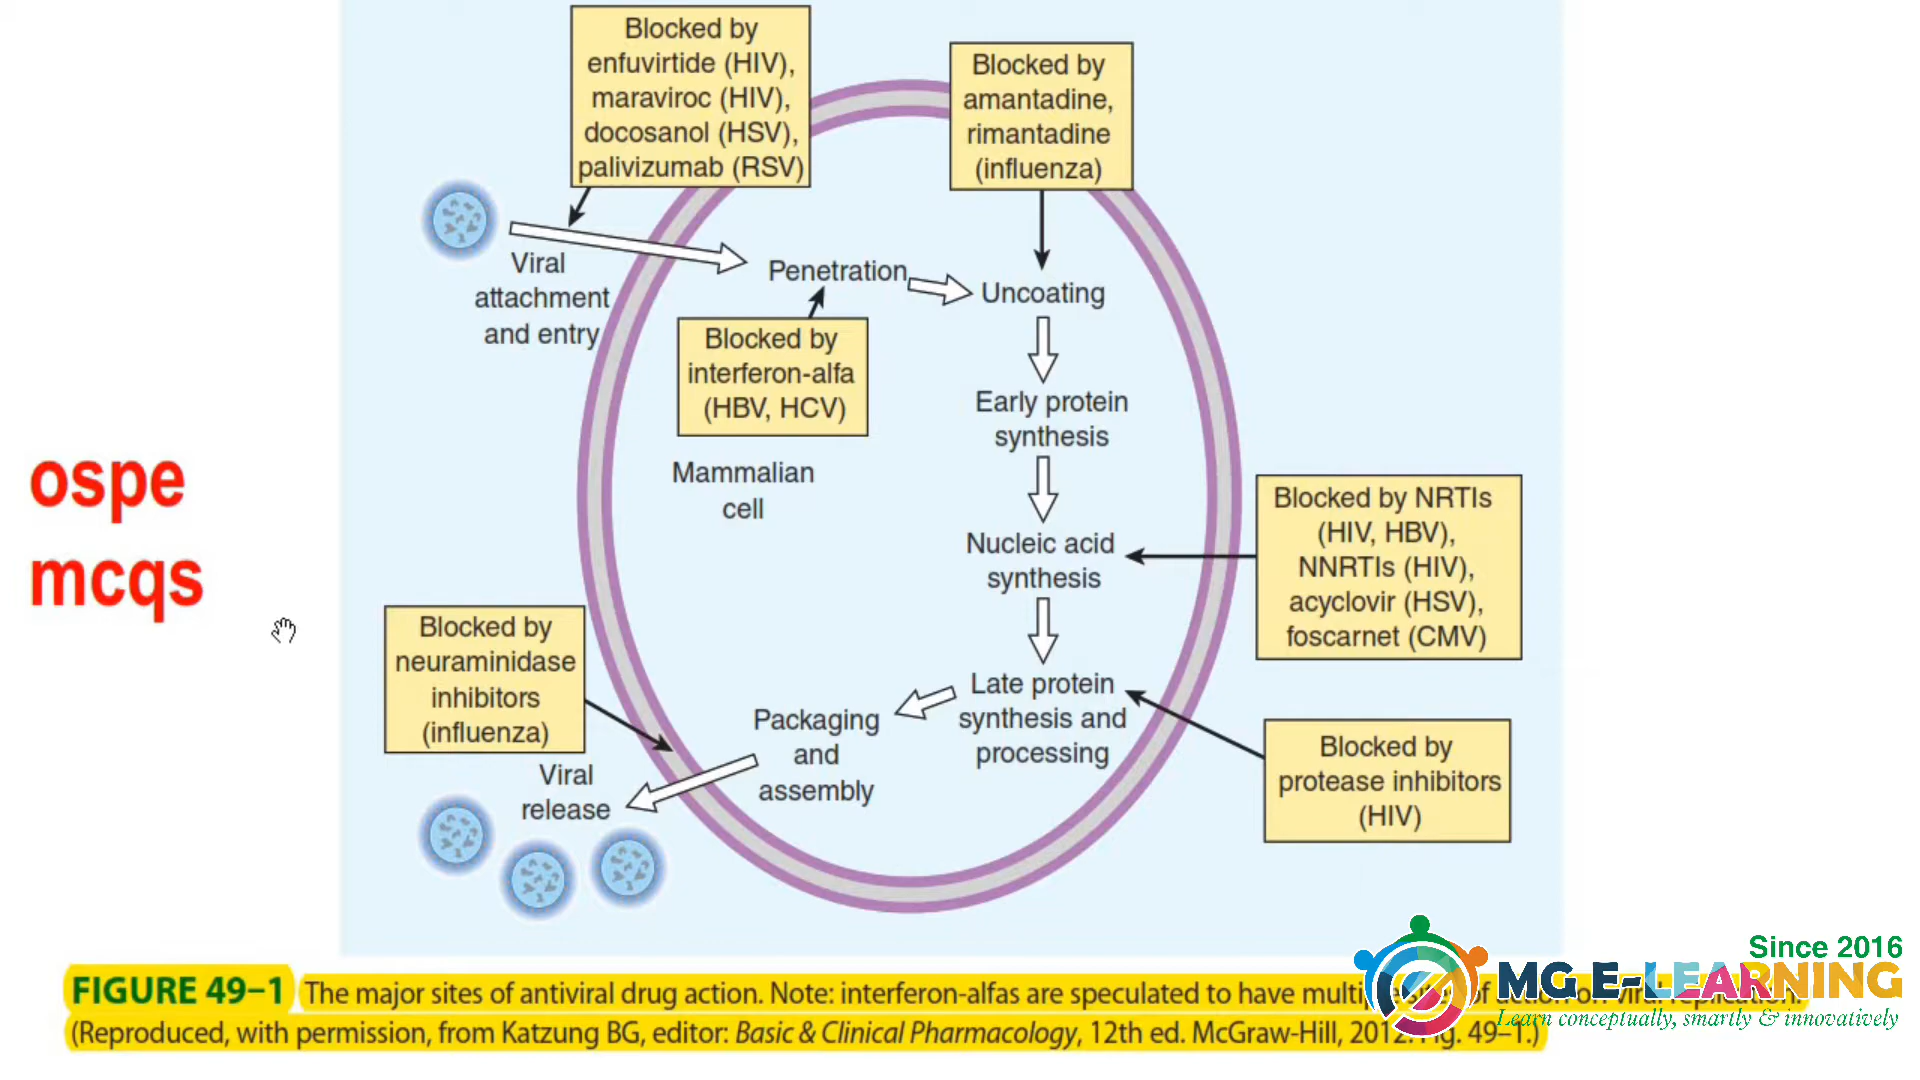 Blocked by
enfuvirtide (HIV),
maraviroc (HIV),
docosanol (HSV),
palivizumab (RSV)
Blocked by
amantadine,
rimantadine
(influenza)
Viral
attachment
and entry
Penetration
Uncoating
Blocked by
interferon-alfa
(HBV, HCV)
Early protein
synthesis
Mammalian
cell
ospe
mcqs
Nucleic acid
synthesis
Blocked by NRTIs
(HIV, HBV),
NNRTIs (HIV),
acyclovir (HSV),
foscarnet (CMV)
Blocked by
neuraminidase
inhibitors
(influenza)
Late protein
synthesis and
processing
Packaging
and
assembly
Blocked by
protease inhibitors
(HIV)
Viral
release
Since 2016
MG E-LEARNING
Learn conceptually, smartly & innovatively
FIGURE 49–1 The major sites of antiviral drug action. Note: interferon-alfas are speculated to have
(Reproduced, with permission, from Katzung BG, editor: Basic & Clinical Pharmacology, 12th ed. McGraw-Hill, 2012: Fig. 49–1.)